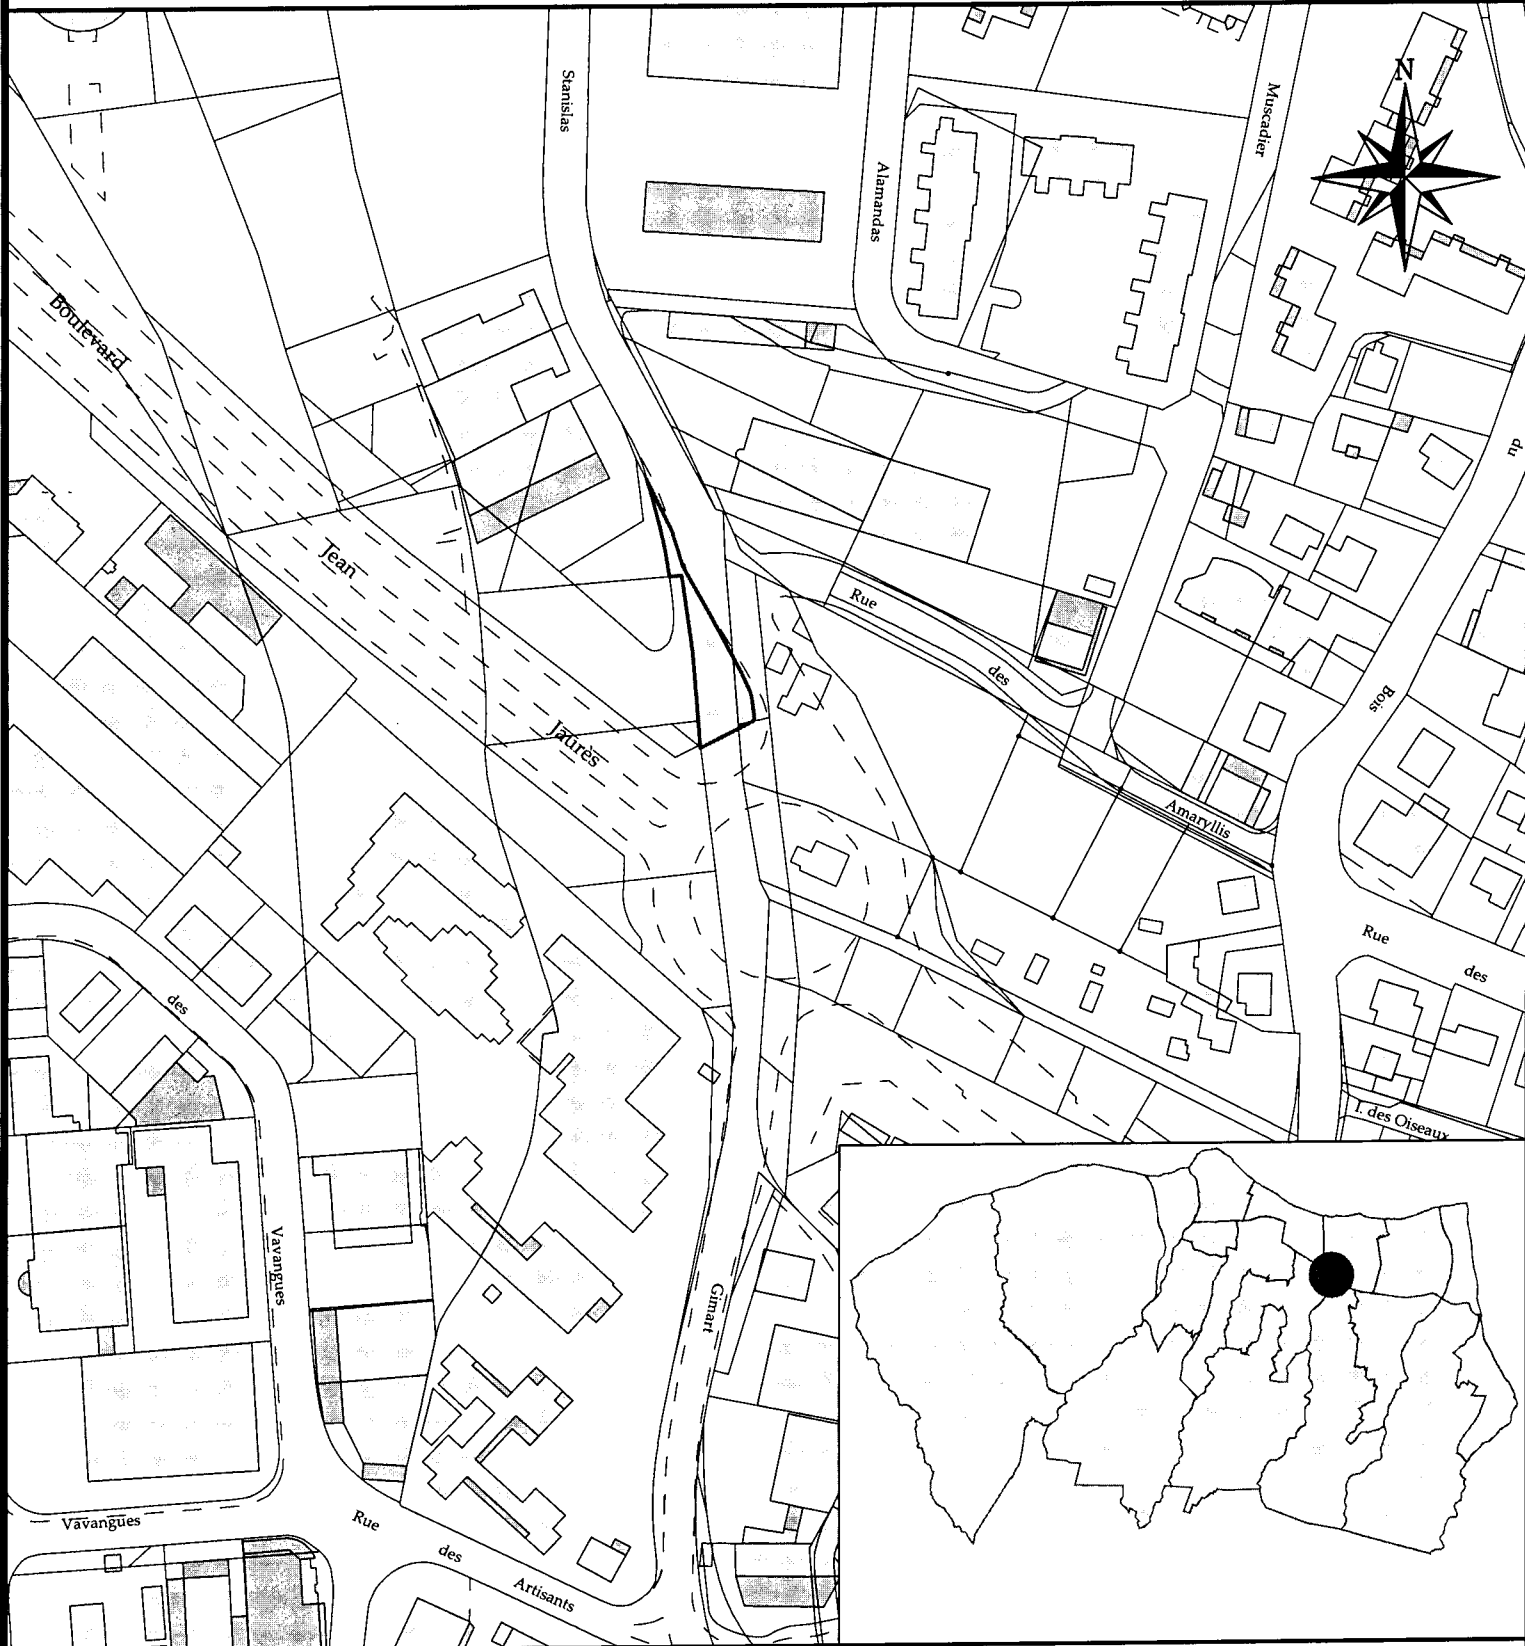 N
Stanislas
Muscadier
Alamandas
Boulevard
du
Jean
Rue
des
Bois
Jaurès
Amaryllis
Rue
des
des
I. des Oiseaux
Vavangues
Gimart
Vavangues
Rue
des
Artisants